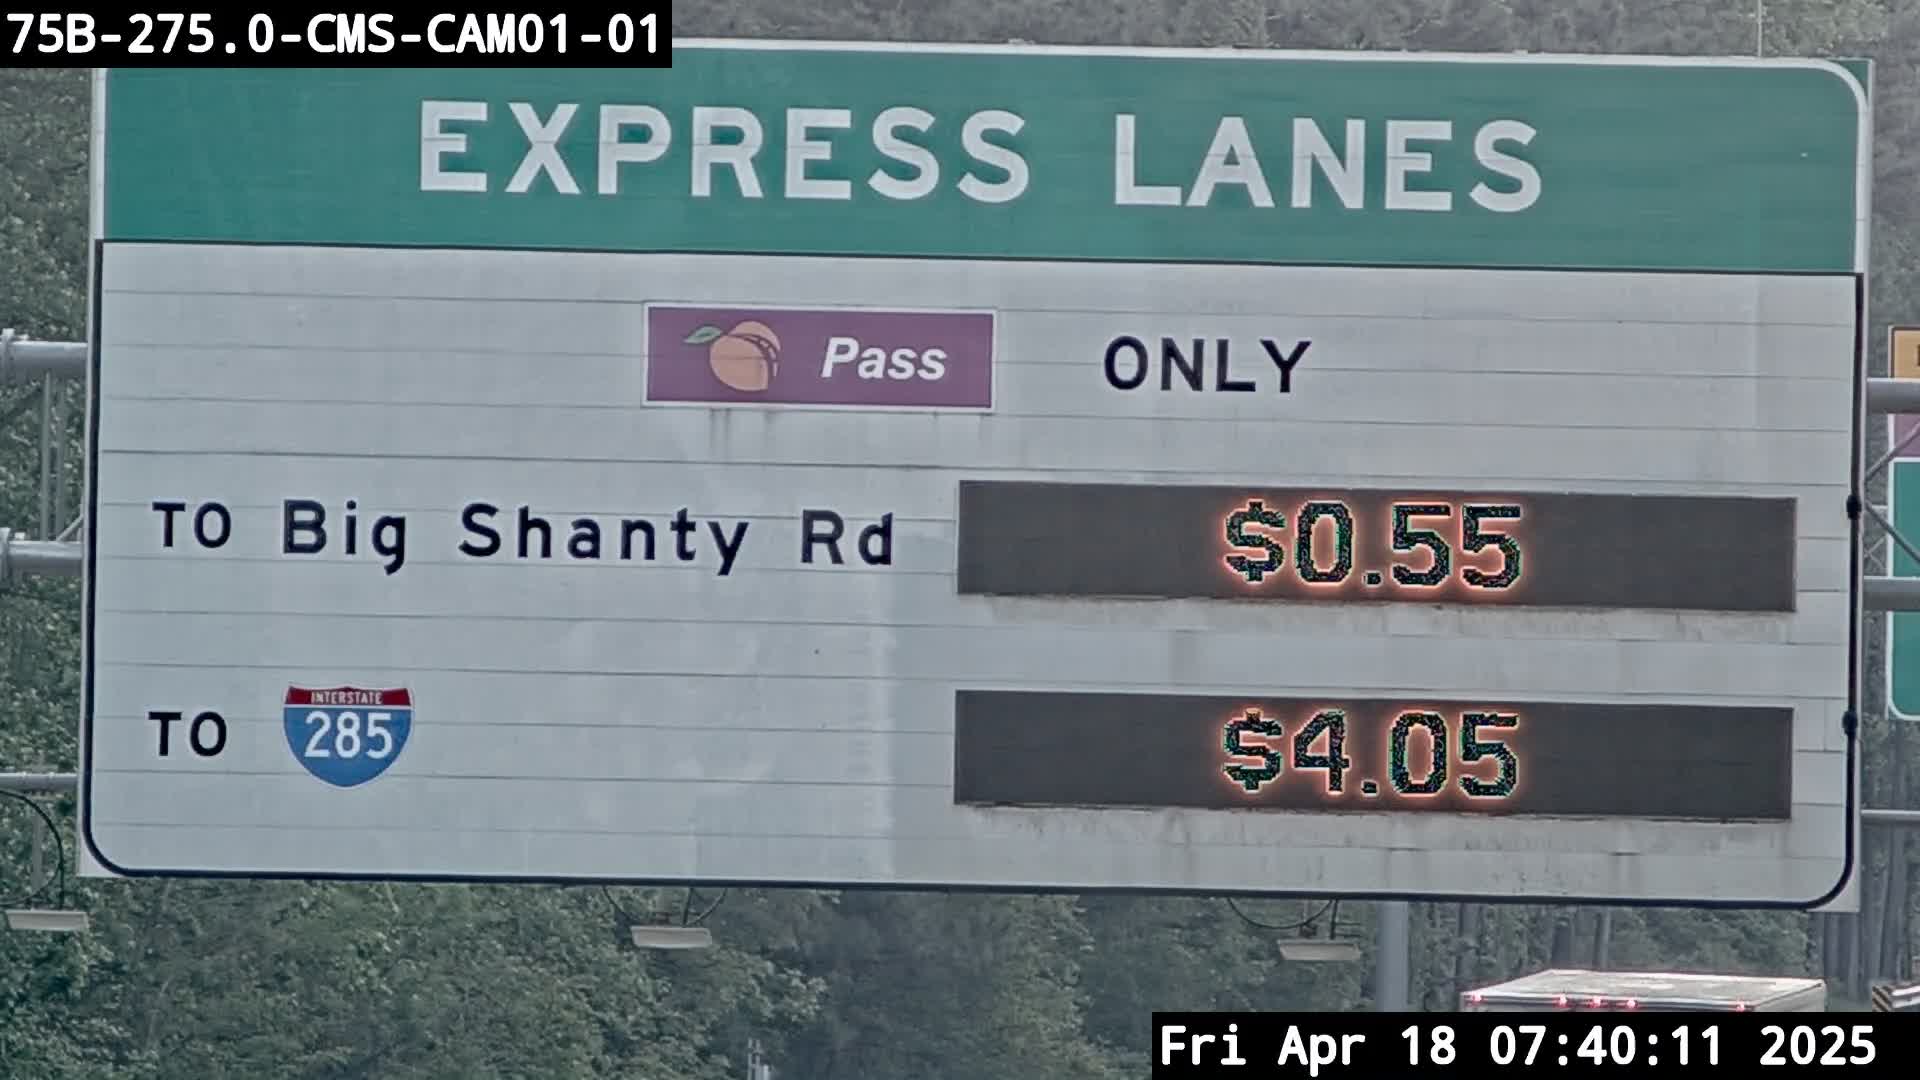 75B-275.0-CMS-CAM01-01
EXPRESS LANES
Pass ONLY
TO Big Shanty Rd $0.55
INTERSTATE
TO 285 $4.05
Fri Apr 18 07:40:11 2025